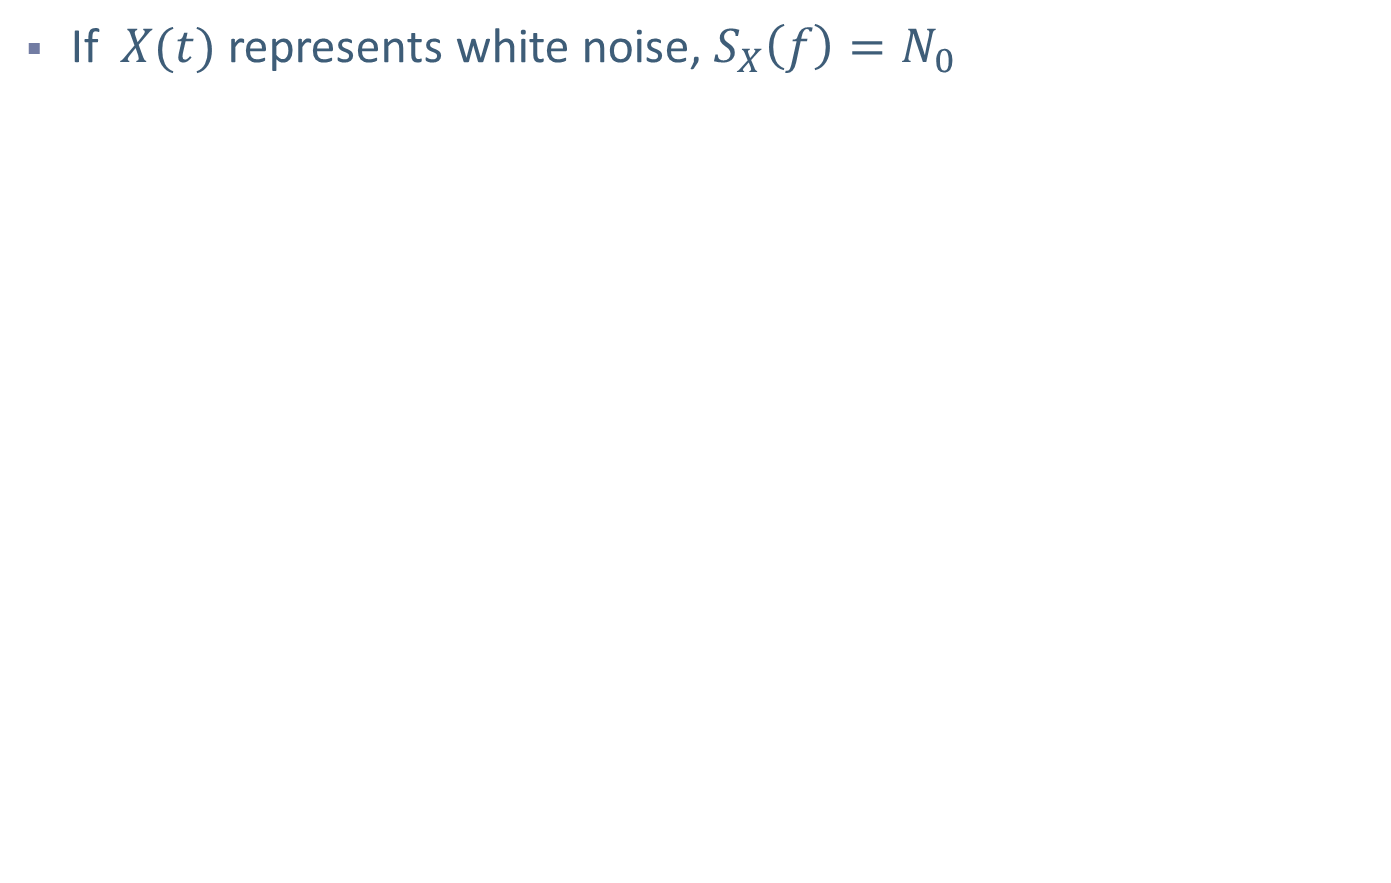 ▪ If X(t) represents white noise, S_X(f) = N_0